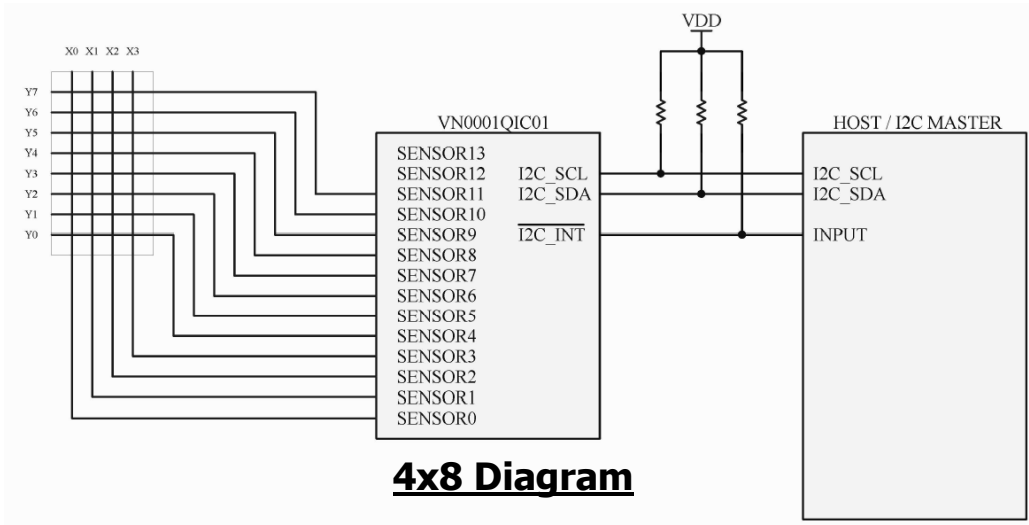 VDD
X0 X1 X2 X3
Y7
Y6
Y5
Y4
Y3
Y2
Y1
Y0
VN0001QIC01
SENSOR13
SENSOR12 I2C_SCL
SENSOR11 I2C_SDA
SENSOR10
SENSOR9 I2C_INT
SENSOR8
SENSOR7
SENSOR6
SENSOR5
SENSOR4
SENSOR3
SENSOR2
SENSOR1
SENSOR0
HOST / I2C MASTER
I2C_SCL
I2C_SDA
INPUT
4x8 Diagram